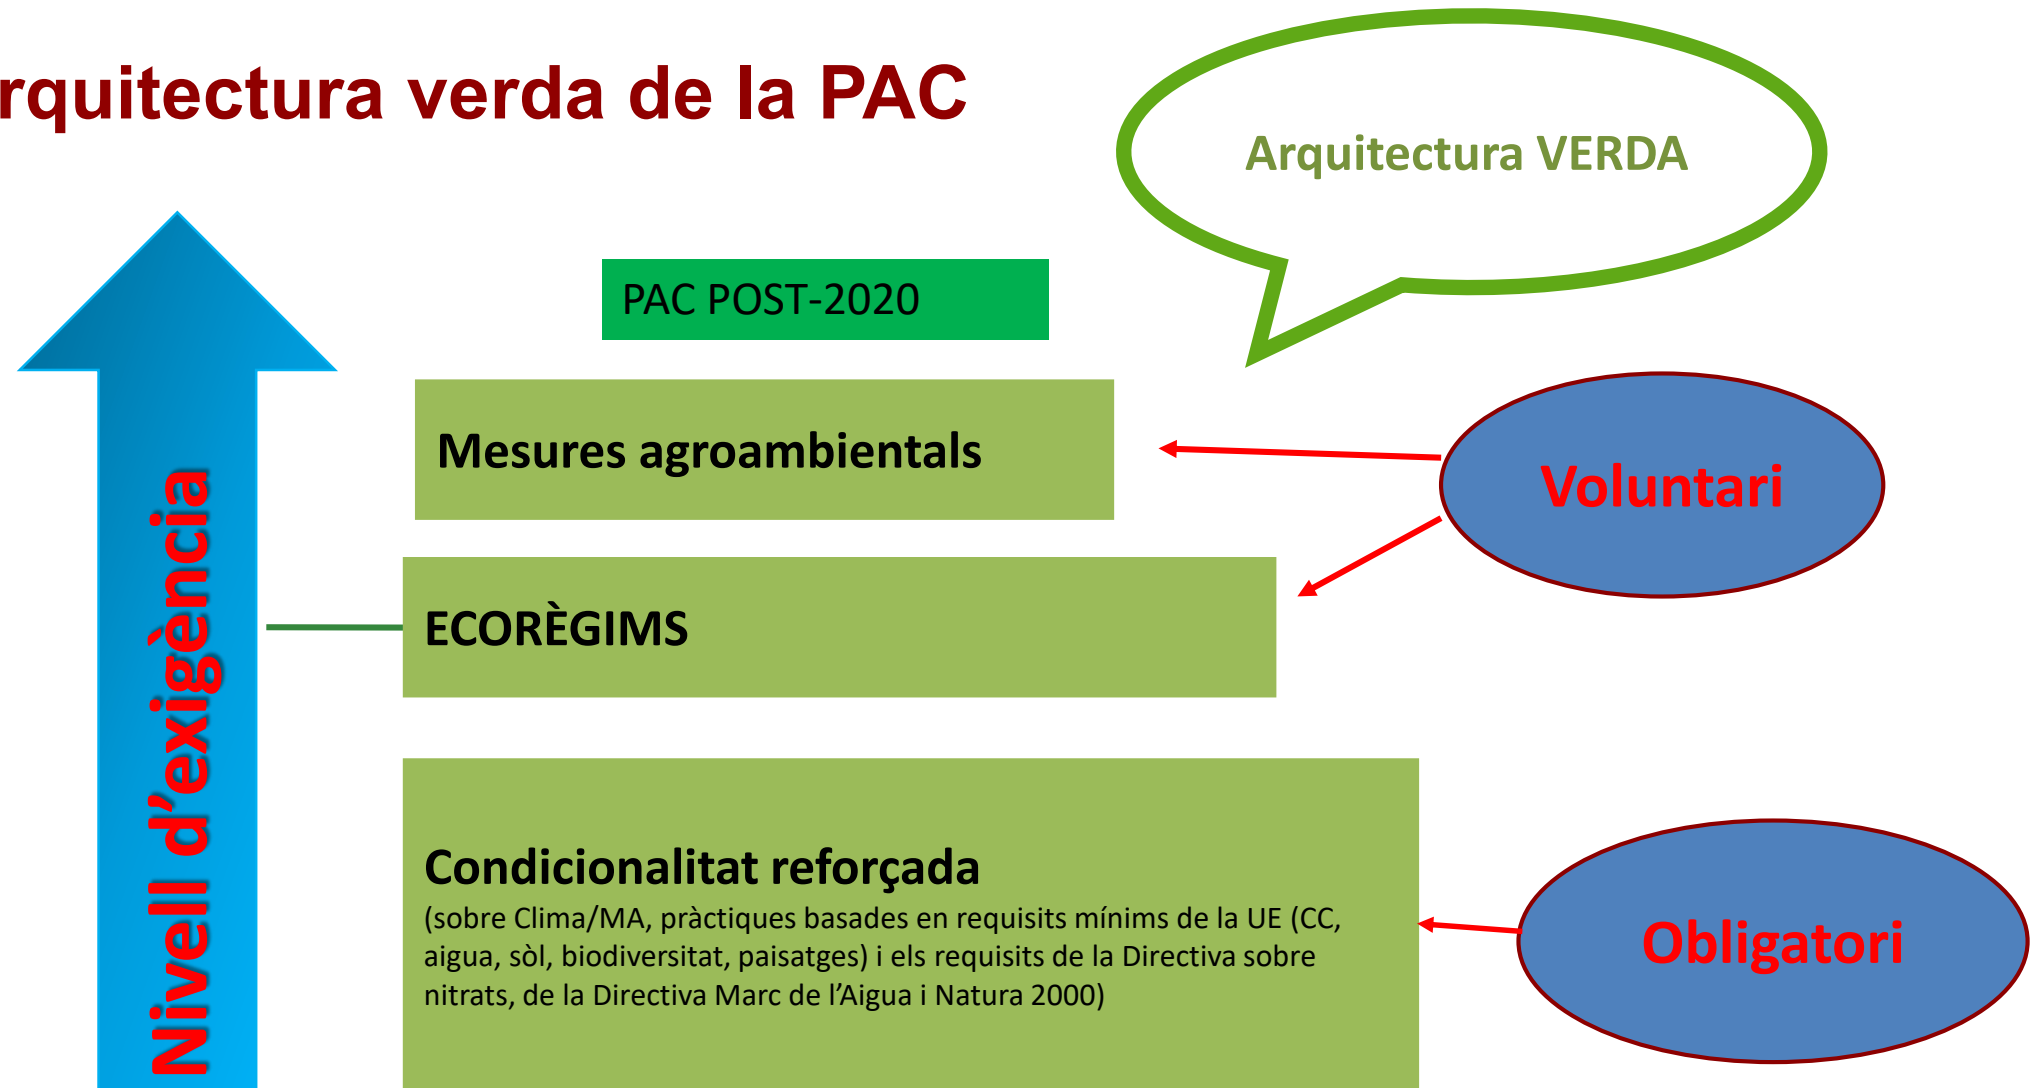 rquitectura verda de la PAC
Arquitectura VERDA
PAC POST-2020
Mesures agroambientals
Voluntari
ECORÈGIMS
Nivell d’exigència
Condicionalitat reforçada
(sobre Clima/MA, pràctiques basades en requisits mínims de la UE (CC,
aigua, sòl, biodiversitat, paisatges) i els requisits de la Directiva sobre
nitrats, de la Directiva Marc de l’Aigua i Natura 2000)
Obligatori